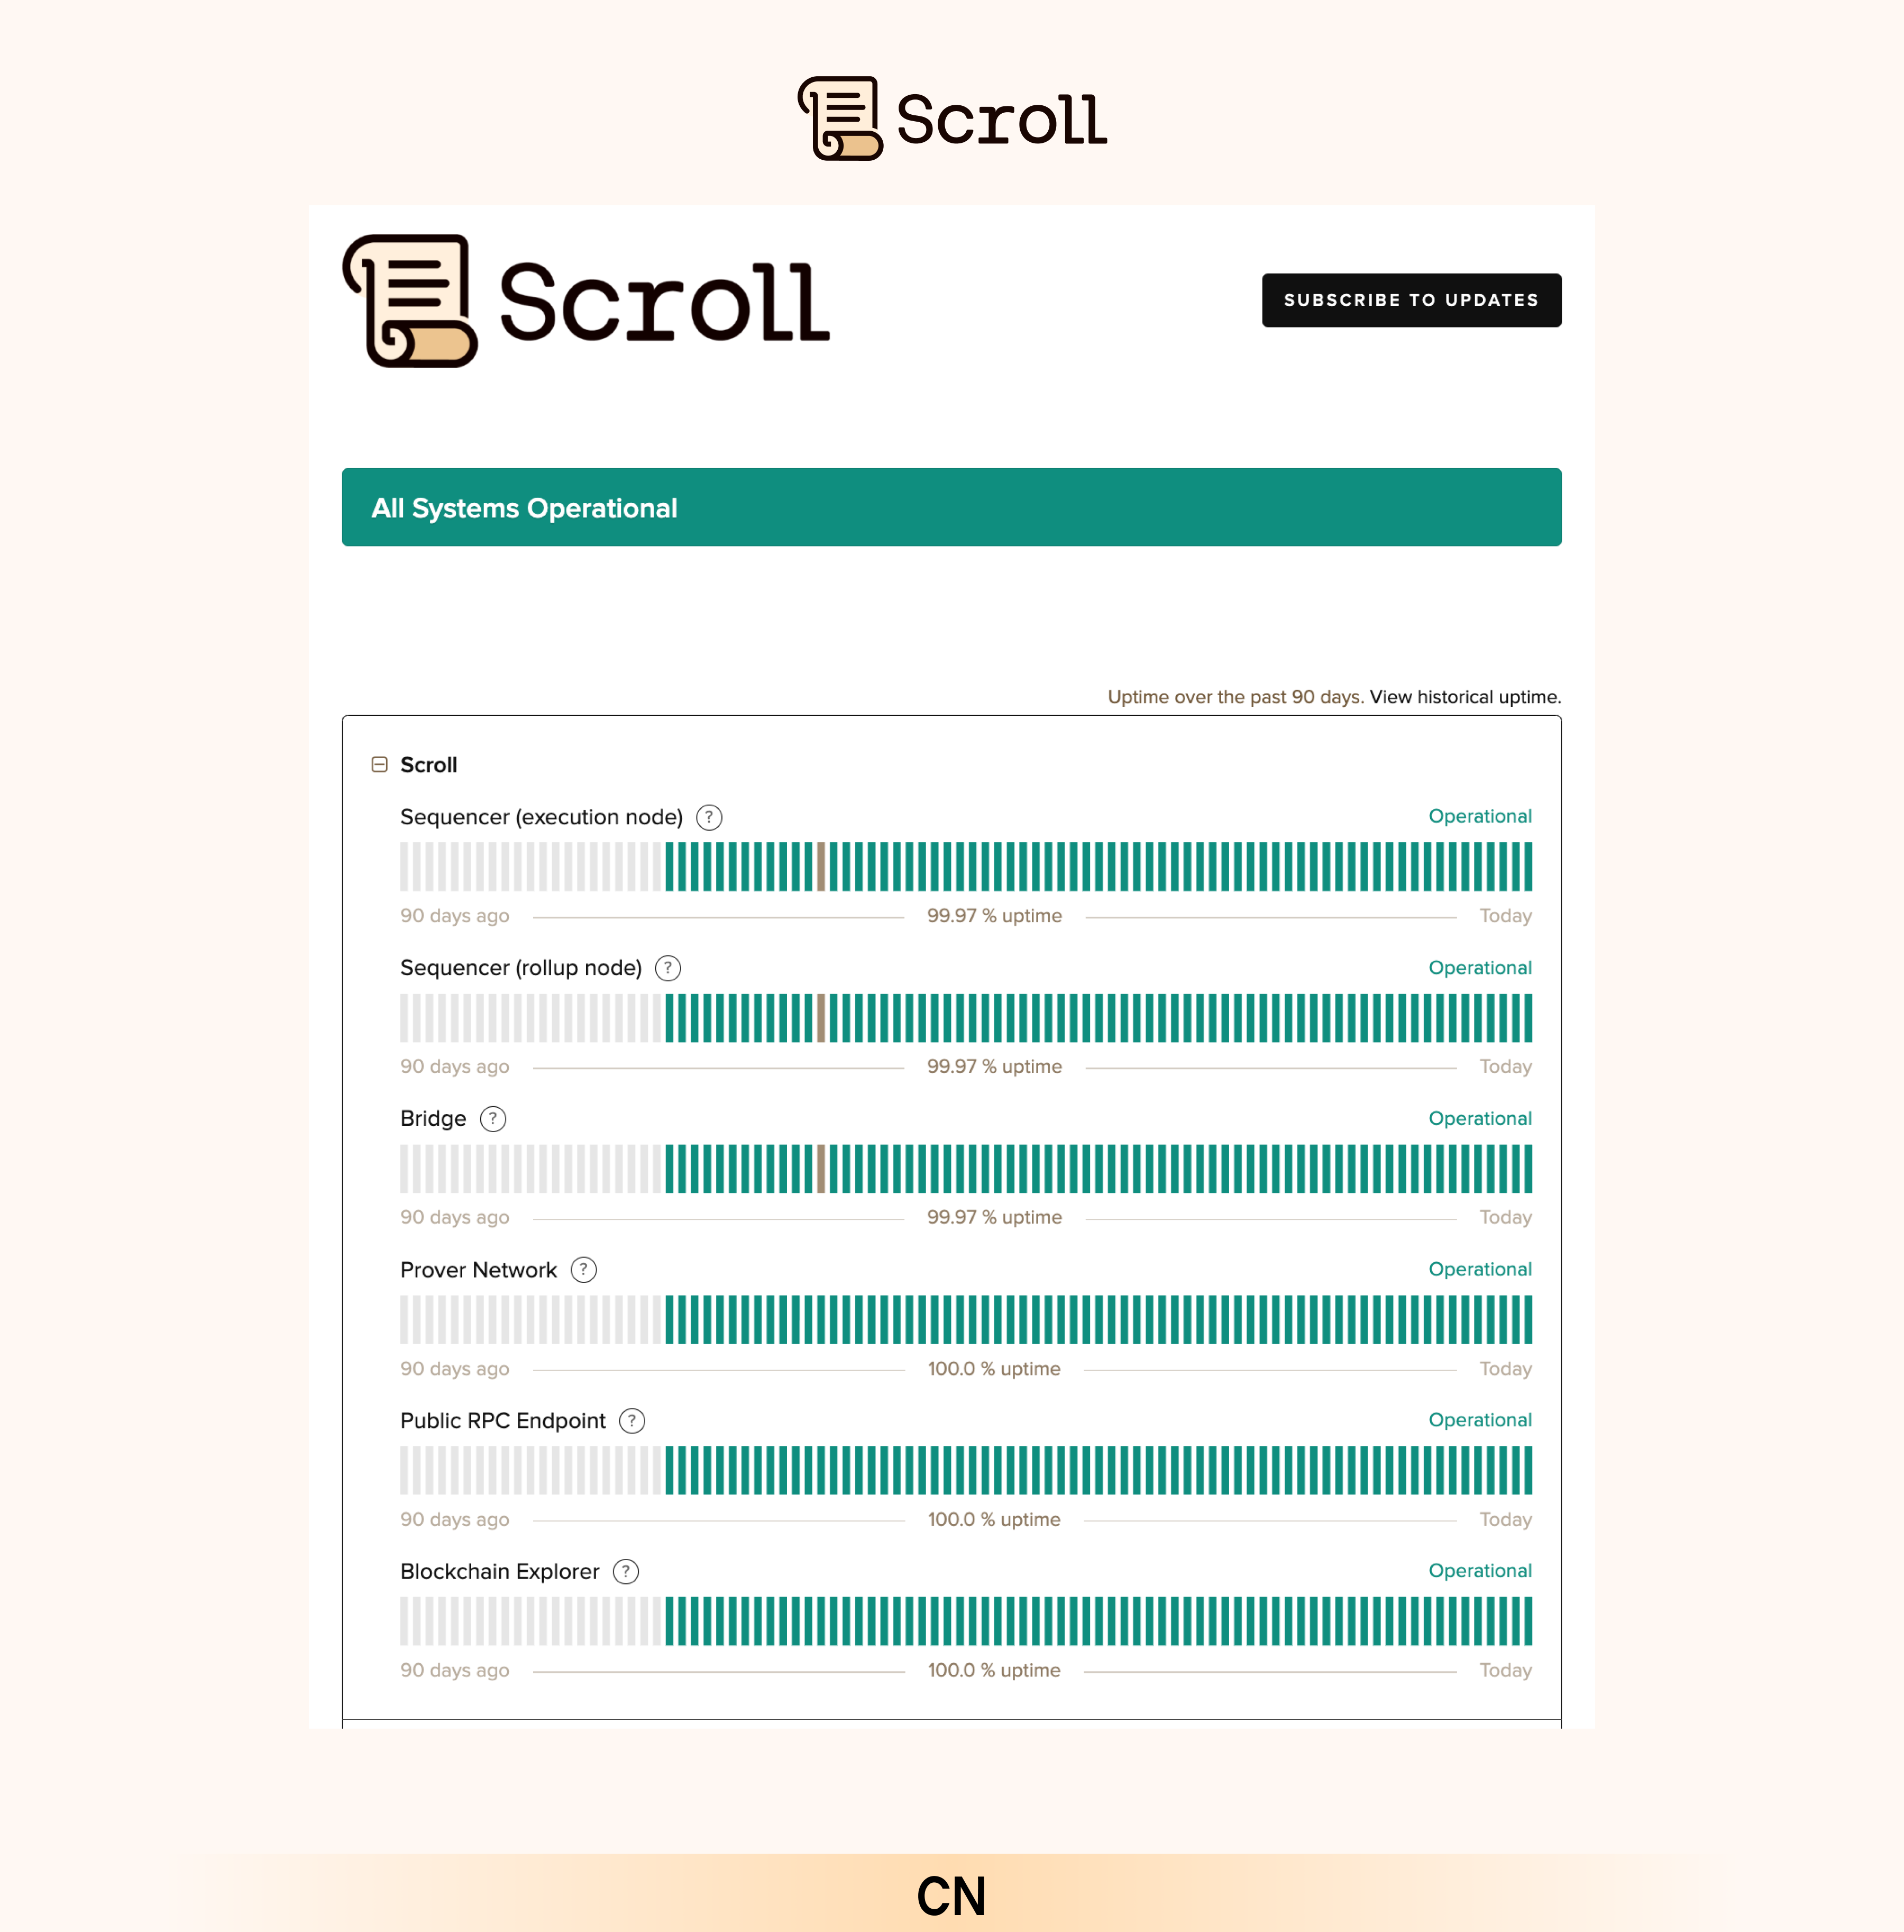 Scroll
Scroll
SUBSCRIBE TO UPDATES
All Systems Operational
Uptime over the past 90 days. View historical uptime.
Scroll
Sequencer (execution node) ? Operational
90 days ago 99.97 % uptime Today
Sequencer (rollup node) ? Operational
90 days ago 99.97 % uptime Today
Bridge ? Operational
90 days ago 99.97 % uptime Today
Prover Network ? Operational
90 days ago 100.0 % uptime Today
Public RPC Endpoint ? Operational
90 days ago 100.0 % uptime Today
Blockchain Explorer ? Operational
90 days ago 100.0 % uptime Today
CN